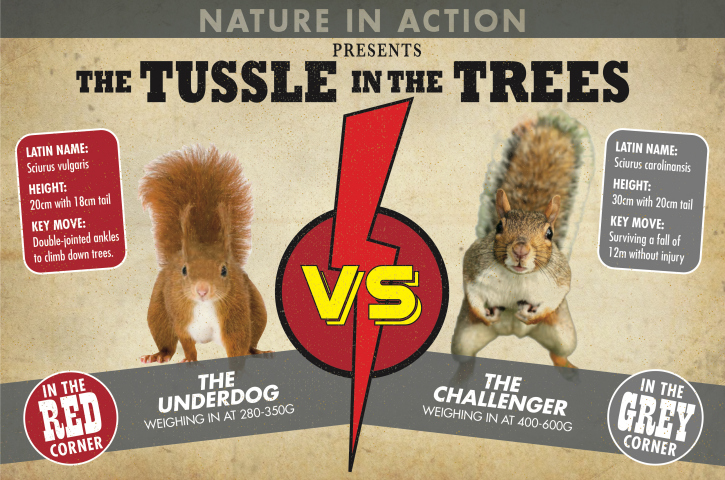 NATURE IN ACTION
PRESENTS
THE TUSSLE IN THE TREES
LATIN NAME:
Sciurus vulgaris
HEIGHT:
20cm with 18cm tail
KEY MOVE:
Double-jointed ankles
to climb down trees.
VS
LATIN NAME:
Sciurus carolinansis
HEIGHT:
30cm with 20cm tail
KEY MOVE:
Surviving a fall of
12m without injury
IN THE
RED
CORNER
THE
UNDERDOG
WEIGHING IN AT 280-350G
THE
CHALLENGER
WEIGHING IN AT 400-600G
IN THE
GREY
CORNER